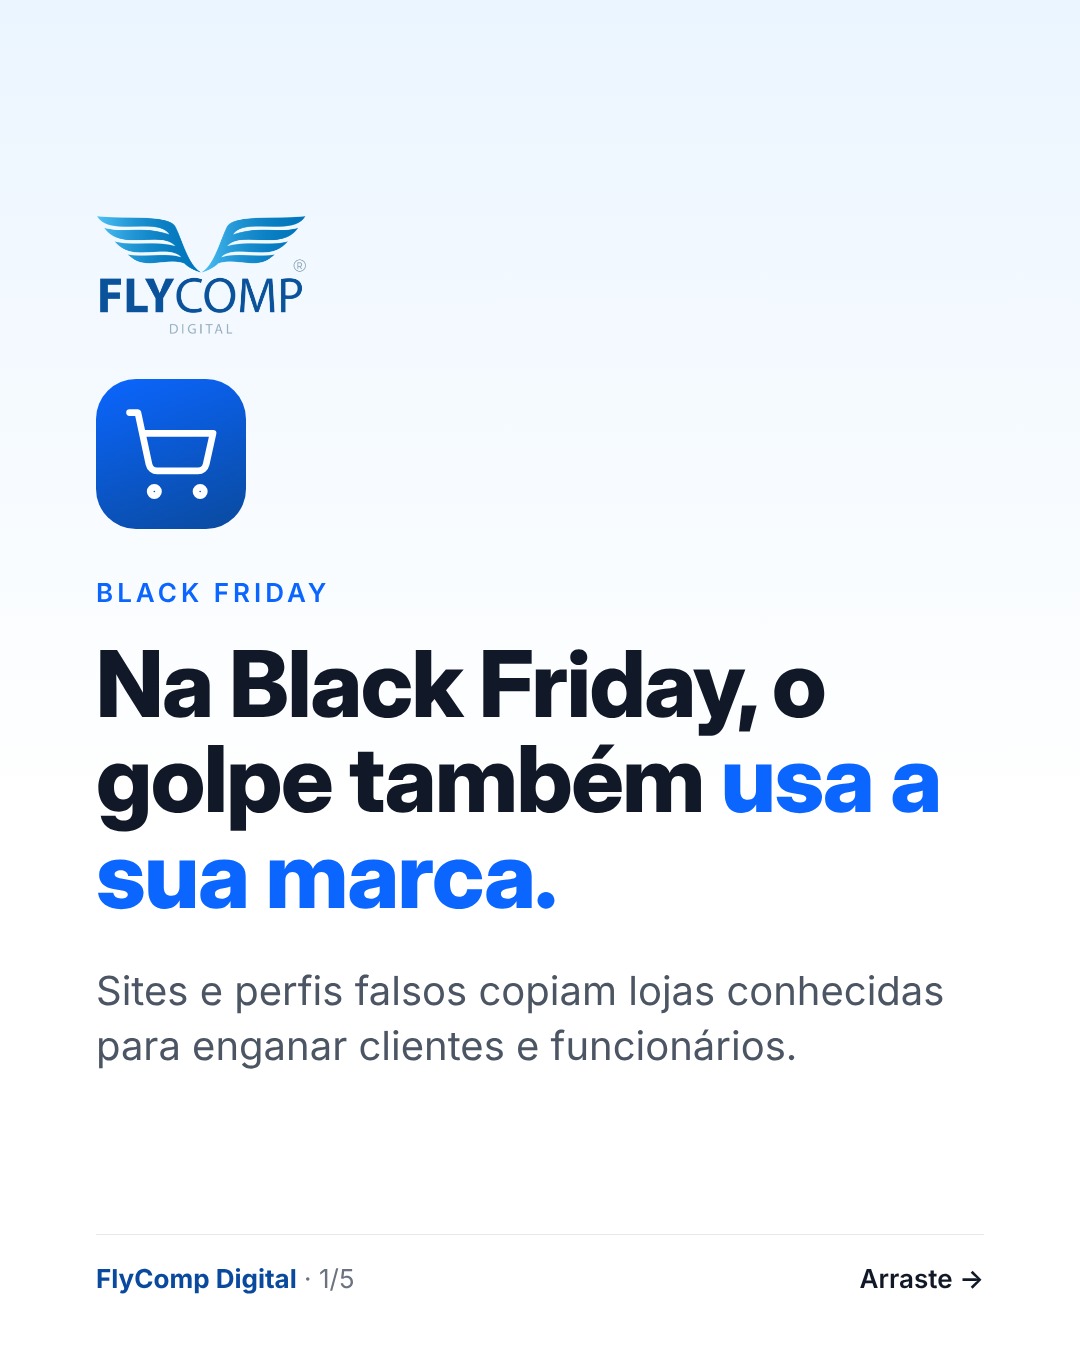 FLYCOMP®
DIGITAL
BLACK FRIDAY
Na Black Friday, o
golpe também usa a
sua marca.
Sites e perfis falsos copiam lojas conhecidas
para enganar clientes e funcionários.
FlyComp Digital · 1/5
Arraste →